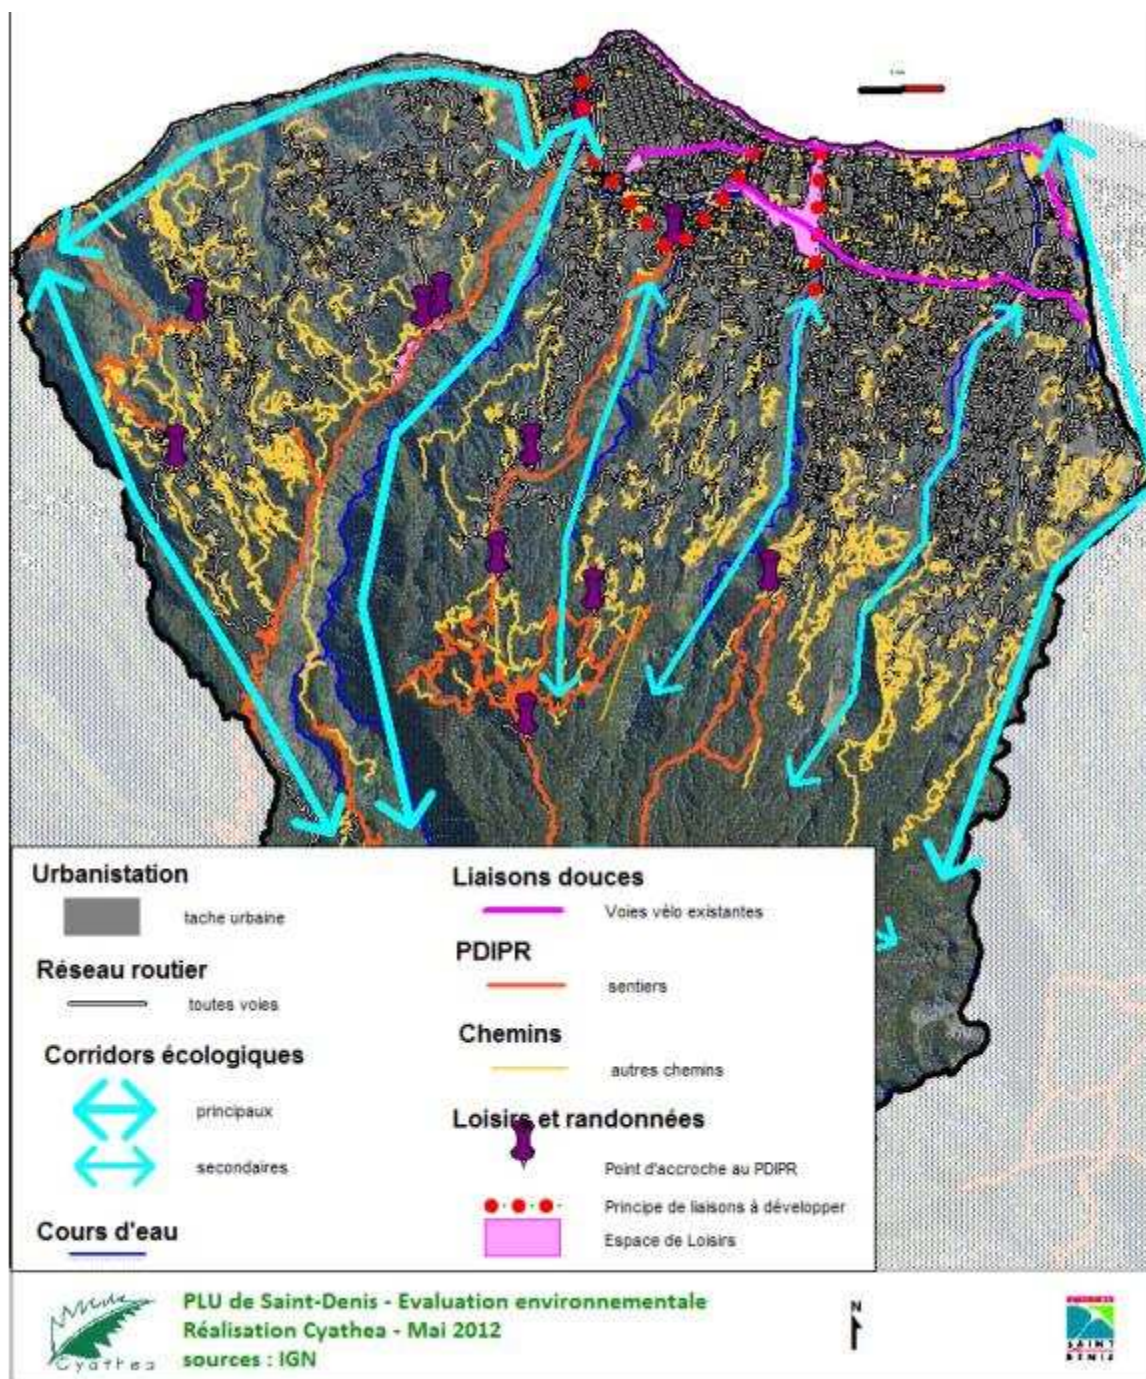 Urbanistation
tache urbaine
Réseau routier
toutes voies
Corridors écologiques
principaux
secondaires
Cours d'eau
Liaisons douces
Voies vélo existantes
PDIPR
sentiers
Chemins
autres chemins
Loisirs et randonnées
Point d'accroche au PDIPR
Principe de liaisons à développer
Espace de Loisirs
Cyathea
PLU de Saint-Denis - Evaluation environnementale
Réalisation Cyathea - Mai 2012
sources : IGN
N
SAINT
DENIS